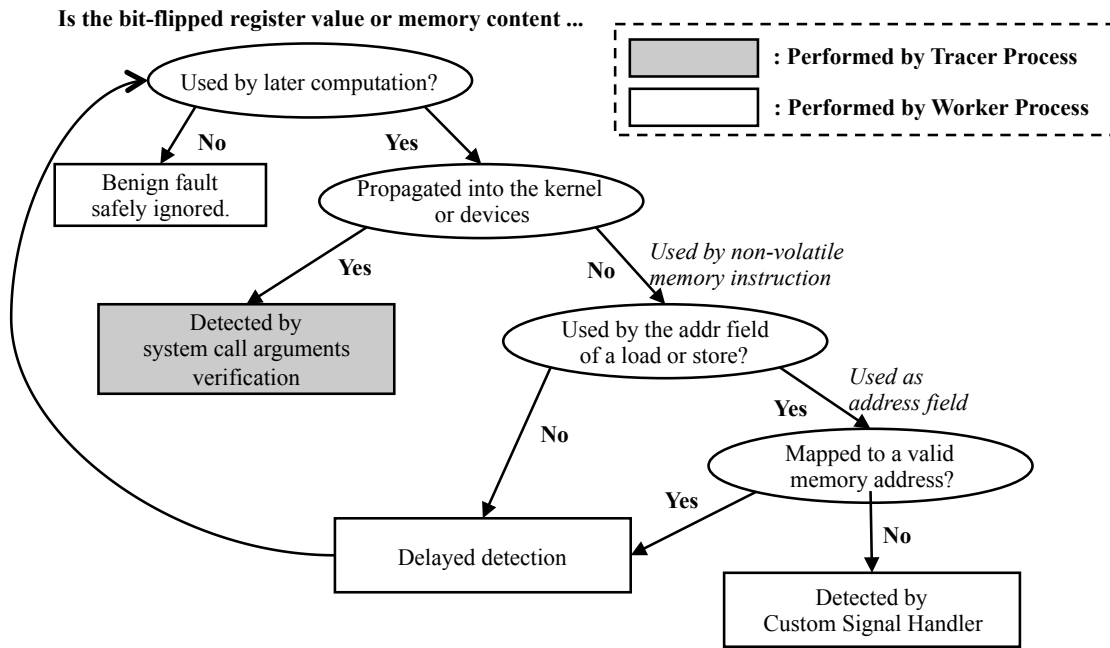 Is the bit-flipped register value or memory content ...
: Performed by Tracer Process
: Performed by Worker Process
Used by later computation?
No
Yes
Benign fault
safely ignored.
Propagated into the kernel
or devices
Yes
No
Used by non-volatile
memory instruction
Detected by
system call arguments
verification
Used by the addr field
of a load or store?
Used as
address field
No
Yes
Mapped to a valid
memory address?
Yes
No
Delayed detection
Detected by
Custom Signal Handler